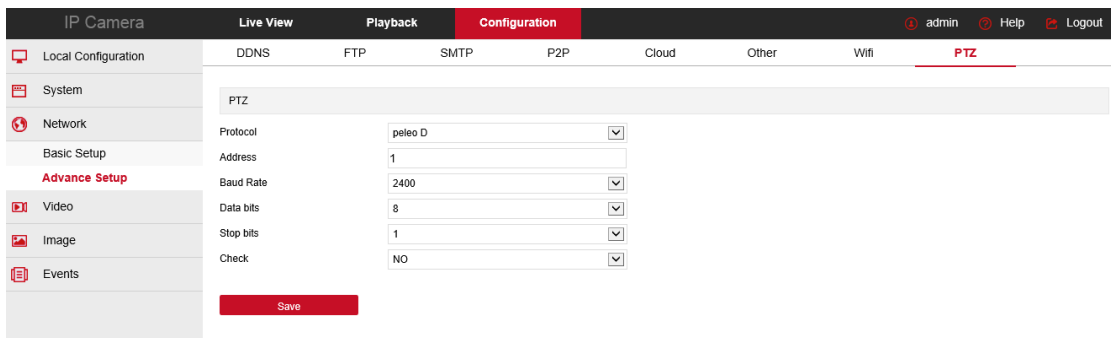 IP Camera Live View Playback Configuration admin Help Logout
Local Configuration
System
Network
Basic Setup
Advance Setup
Video
Image
Events
DDNS FTP SMTP P2P Cloud Other Wifi PTZ
PTZ
Protocol peleo D
Address 1
Baud Rate 2400
Data bits 8
Stop bits 1
Check NO
Save